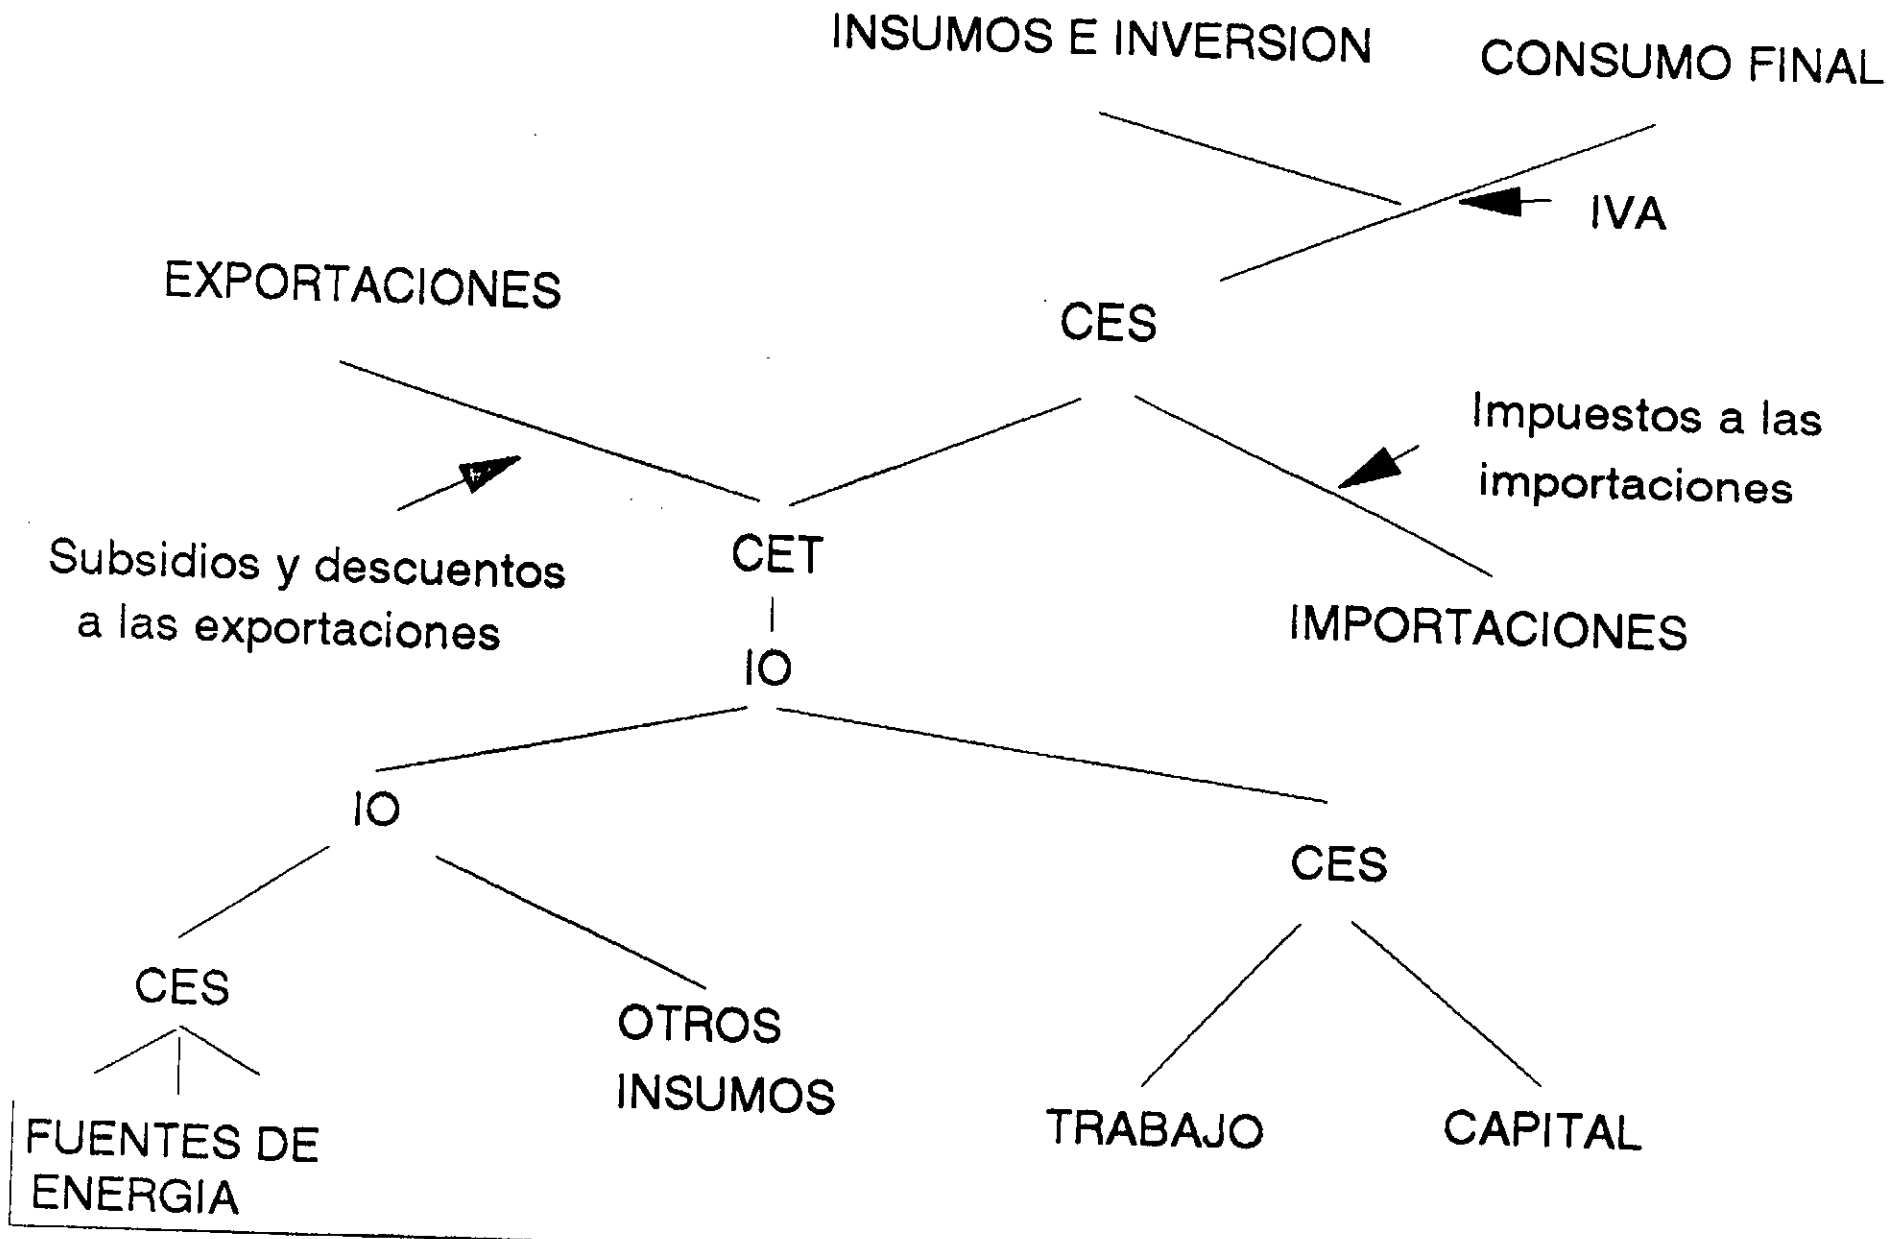 INSUMOS E INVERSION
CONSUMO FINAL
IVA
EXPORTACIONES
CES
Impuestos a las
importaciones
Subsidios y descuentos
a las exportaciones
CET
IMPORTACIONES
IO
IO
CES
CES
OTROS
INSUMOS
FUENTES DE
ENERGIA
TRABAJO
CAPITAL